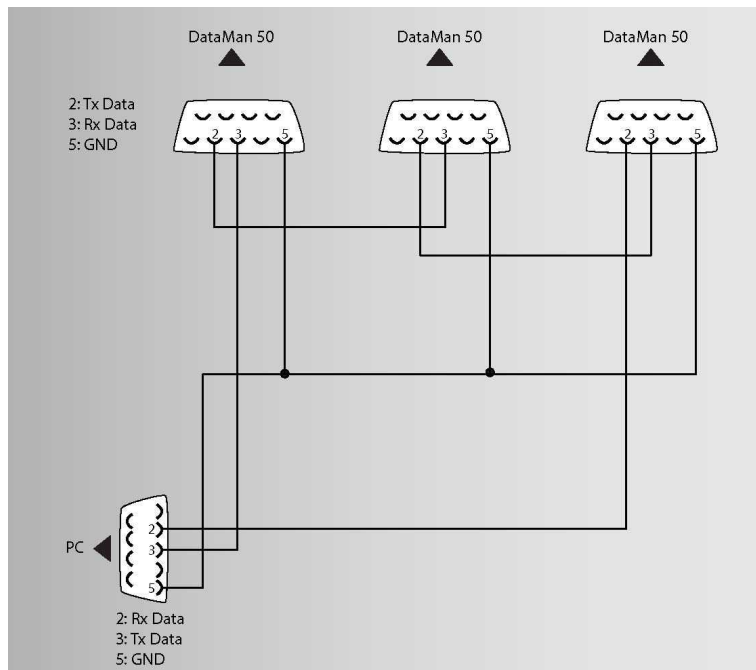 DataMan 50 DataMan 50 DataMan 50
2: Tx Data
3: Rx Data
5: GND
2 3 5 2 3 5 2 3 5
2
PC 3
5
2: Rx Data
3: Tx Data
5: GND